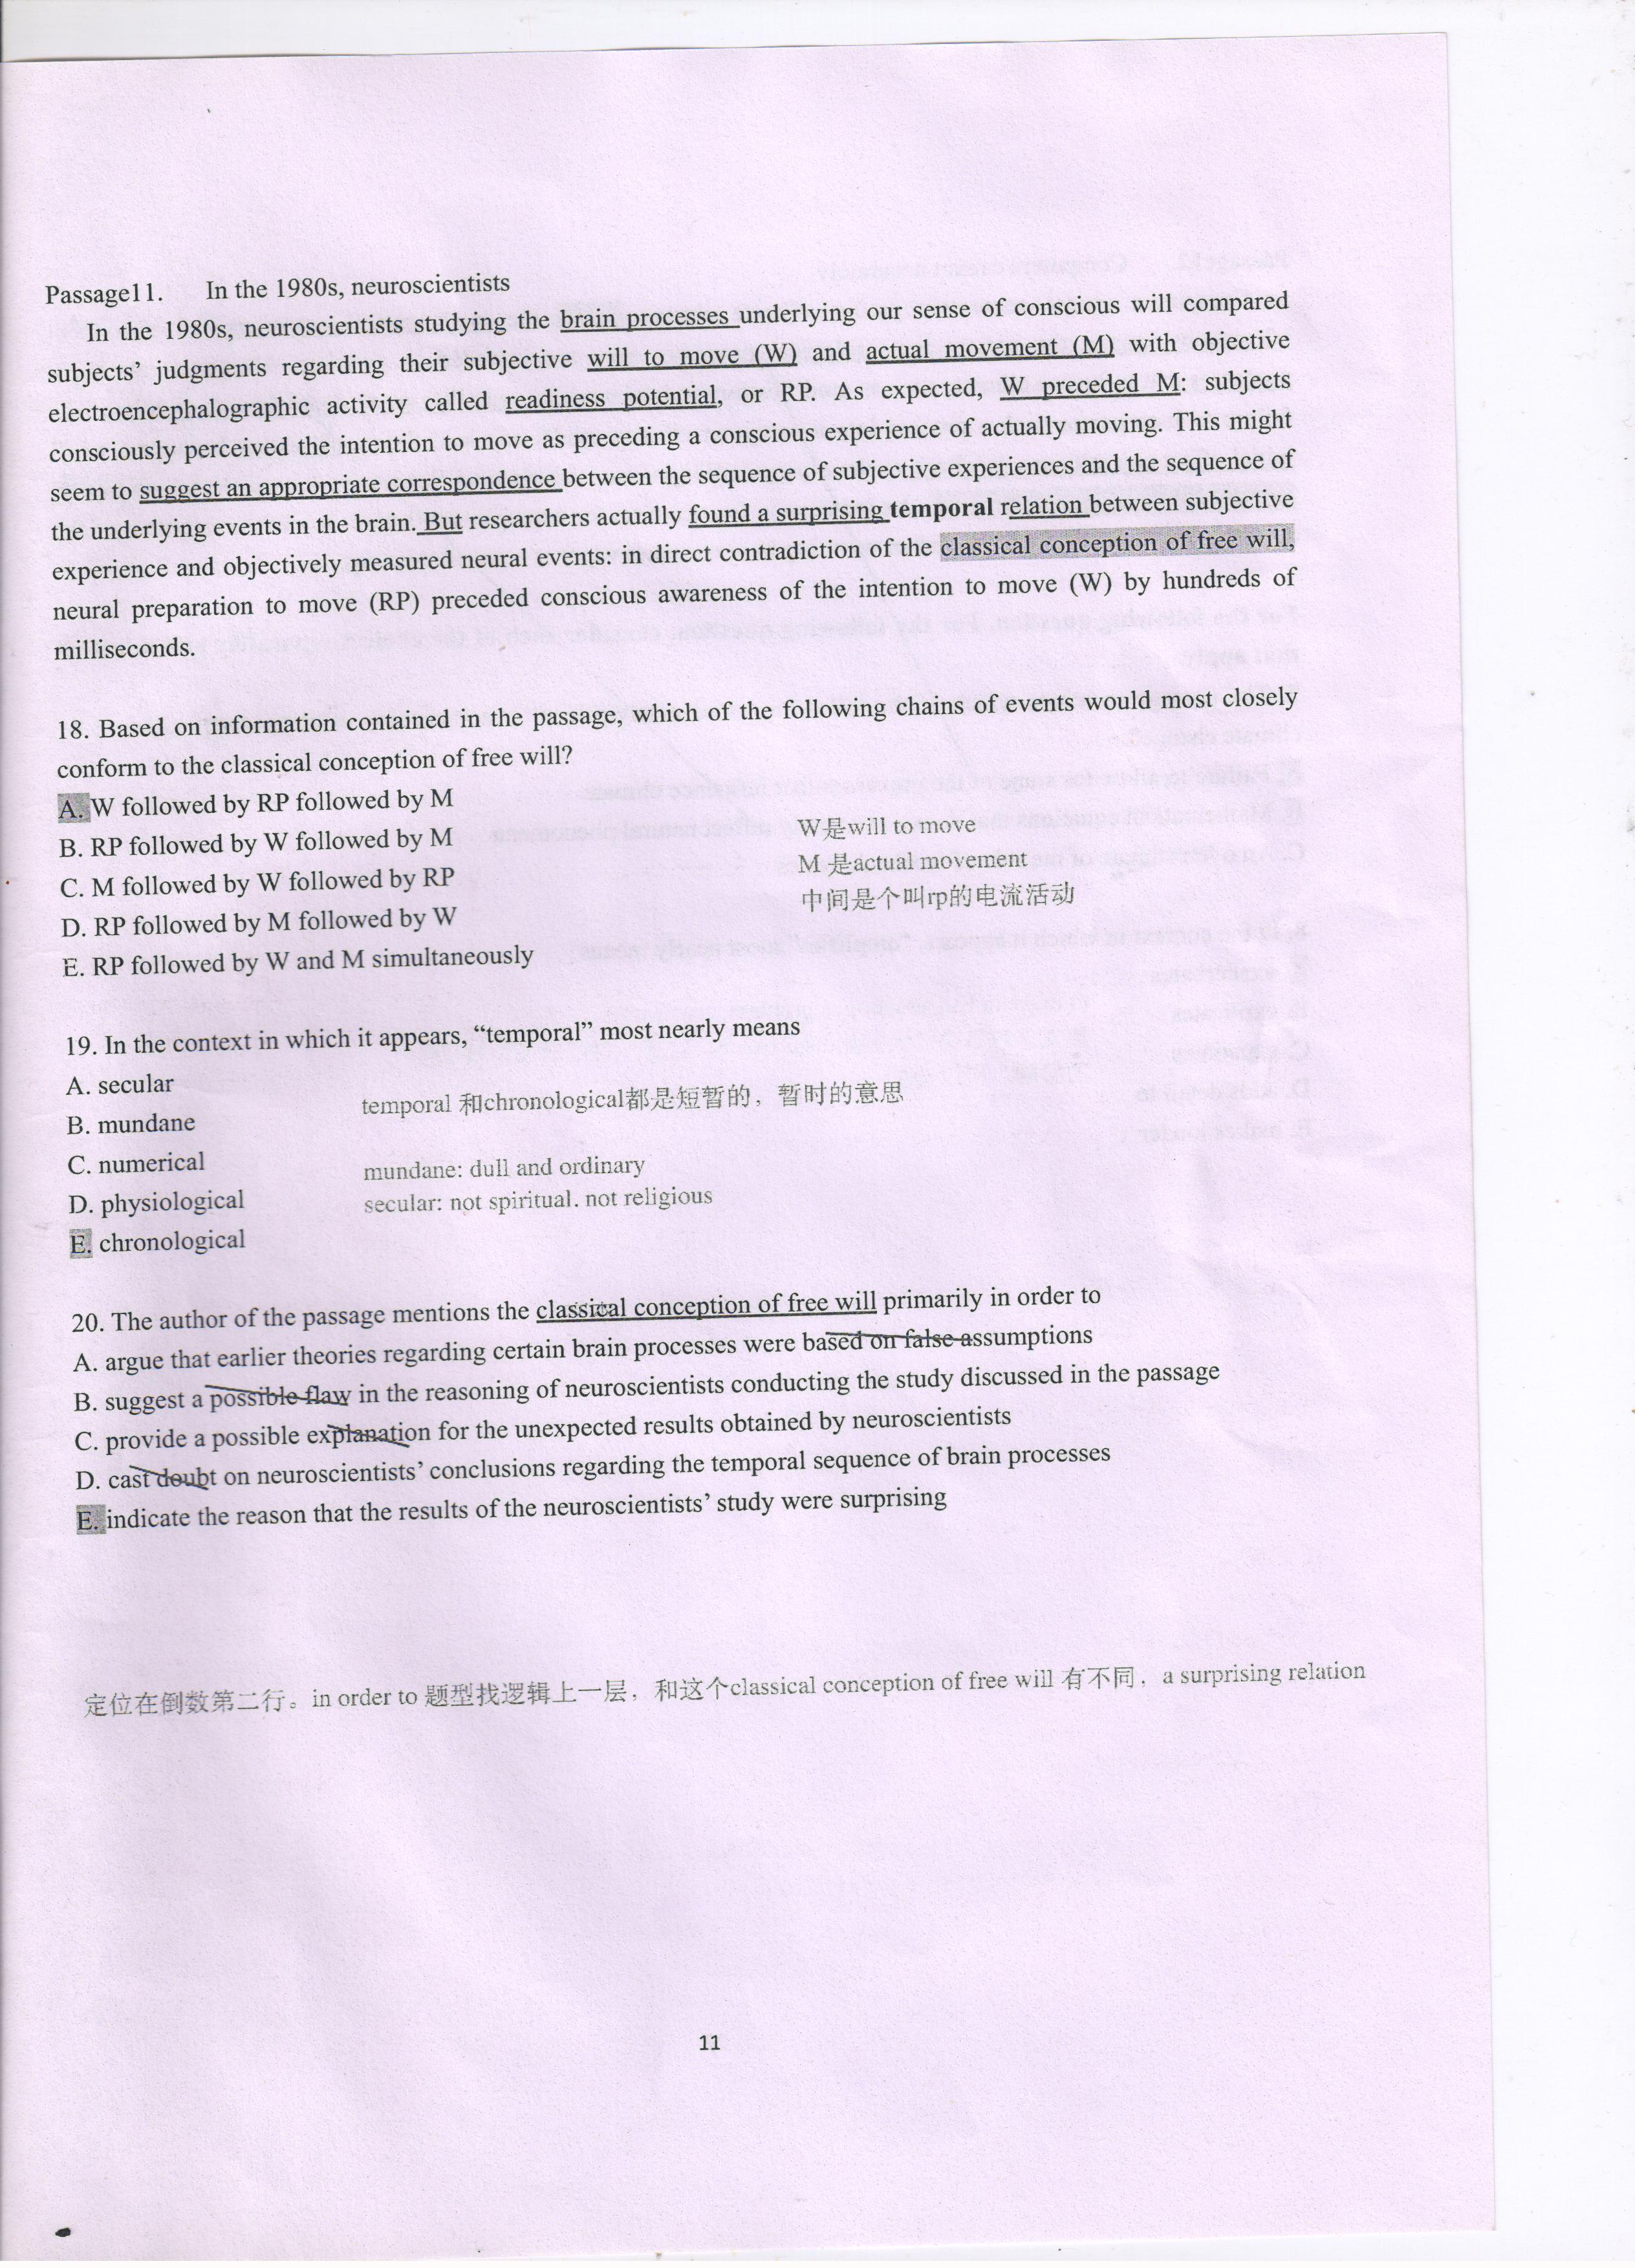 Passage11. In the 1980s, neuroscientists
In the 1980s, neuroscientists studying the brain processes underlying our sense of conscious will compared
subjects' judgments regarding their subjective will to move (W) and actual movement (M) with objective
electroencephalographic activity called readiness potential, or RP. As expected, W preceded M: subjects
consciously perceived the intention to move as preceding a conscious experience of actually moving. This might
seem to suggest an appropriate correspondence between the sequence of subjective experiences and the sequence of
the underlying events in the brain. But researchers actually found a surprising temporal relation between subjective
experience and objectively measured neural events: in direct contradiction of the classical conception of free will,
neural preparation to move (RP) preceded conscious awareness of the intention to move (W) by hundreds of
milliseconds.
18. Based on information contained in the passage, which of the following chains of events would most closely
conform to the classical conception of free will?
A. W followed by RP followed by M
B. RP followed by W followed by M
C. M followed by W followed by RP
D. RP followed by M followed by W
E. RP followed by W and M simultaneously
W是will to move
M 是actual movement
中间是个叫rp的电流活动
19. In the context in which it appears, “temporal” most nearly means
A. secular
B. mundane
C. numerical
D. physiological
E. chronological
temporal 和chronological都是短暂的，暂时的意思
mundane: dull and ordinary
secular: not spiritual. not religious
20. The author of the passage mentions the classical conception of free will primarily in order to
A. argue that earlier theories regarding certain brain processes were based on false assumptions
B. suggest a possible flaw in the reasoning of neuroscientists conducting the study discussed in the passage
C. provide a possible explanation for the unexpected results obtained by neuroscientists
D. cast doubt on neuroscientists' conclusions regarding the temporal sequence of brain processes
E. indicate the reason that the results of the neuroscientists' study were surprising
定位在倒数第二行。in order to 题型找逻辑上一层，和这个classical conception of free will 有不同，a surprising relation
11